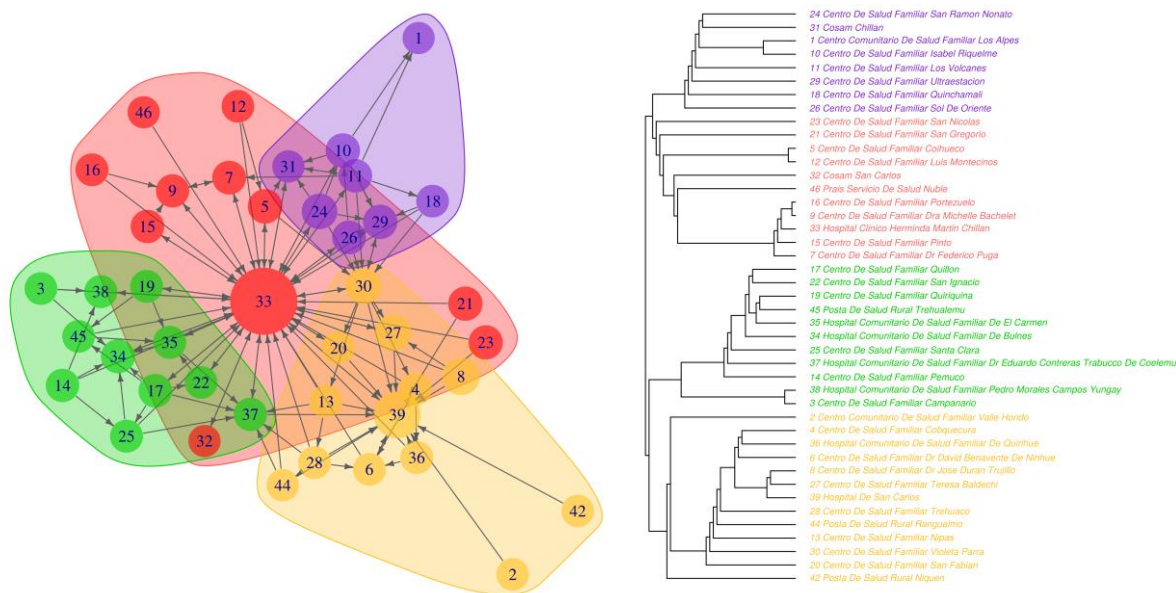 1
46
12
10
31
11
16
7
9
24
18
5
15
29
26
3
19
30
38
33
21
45
27
35
20
23
34
8
14
22
4
17
13
37
39
25
32
36
28
6
44
42
2
24 Centro De Salud Familiar San Ramon Nonato
31 Cosam Chillan
1 Centro Comunitario De Salud Familiar Los Alpes
10 Centro De Salud Familiar Isabel Riquelme
11 Centro De Salud Familiar Los Volcanes
29 Centro De Salud Familiar Ultraestacion
18 Centro De Salud Familiar Quinchamali
26 Centro De Salud Familiar Sol De Oriente
23 Centro De Salud Familiar San Nicolas
21 Centro De Salud Familiar San Gregorio
5 Centro De Salud Familiar Coihueco
12 Centro De Salud Familiar Luis Montecinos
32 Cosam San Carlos
46 Prais Servicio De Salud Nuble
16 Centro De Salud Familiar Portezuelo
9 Centro De Salud Familiar Dra Michelle Bachelet
33 Hospital Clinico Herminda Martin Chillan
15 Centro De Salud Familiar Pinto
7 Centro De Salud Familiar Dr Federico Puga
17 Centro De Salud Familiar Quillon
22 Centro De Salud Familiar San Ignacio
19 Centro De Salud Familiar Quiriquina
45 Posta De Salud Rural Trehualemu
35 Hospital Comunitario De Salud Familiar De El Carmen
34 Hospital Comunitario De Salud Familiar De Bulnes
25 Centro De Salud Familiar Santa Clara
37 Hospital Comunitario De Salud Familiar Dr Eduardo Contreras Trabucco De Coelemu
14 Centro De Salud Familiar Pemuco
38 Hospital Comunitario De Salud Familiar Pedro Morales Campos Yungay
3 Centro De Salud Familiar Campanario
2 Centro Comunitario De Salud Familiar Valle Hondo
4 Centro De Salud Familiar Cobquecura
36 Hospital Comunitario De Salud Familiar De Quirihue
6 Centro De Salud Familiar Dr David Benavente De Ninhue
8 Centro De Salud Familiar Dr Jose Duran Trujillo
27 Centro De Salud Familiar Teresa Baldechi
39 Hospital De San Carlos
28 Centro De Salud Familiar Trehuaco
44 Posta De Salud Rural Ranguelmo
13 Centro De Salud Familiar Nipas
30 Centro De Salud Familiar Violeta Parra
20 Centro De Salud Familiar San Fabian
42 Posta De Salud Rural Niquen